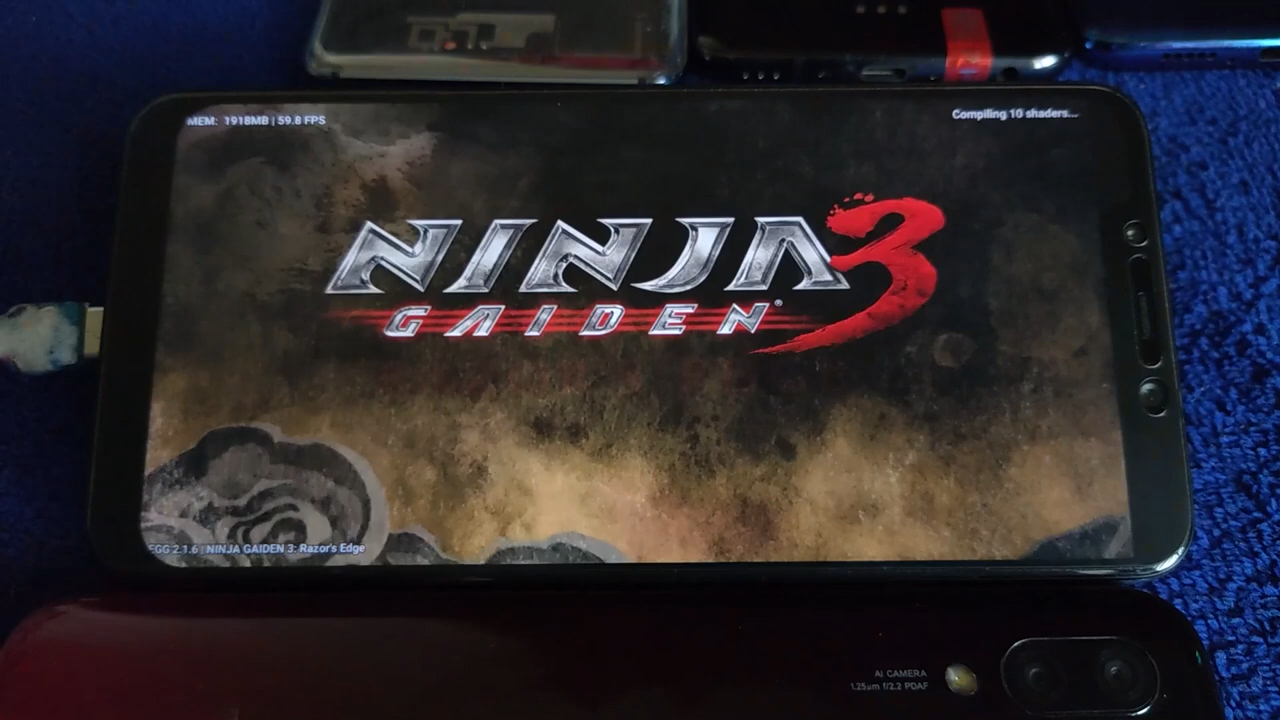 MEM: 1918MB | 59.8 FPS
Compiling 10 shaders...
NINJA 3
GAIDEN®
EGG 2.1.6 | NINJA GAIDEN 3: Razor's Edge
AI CAMERA
1.25μm f/2.2 PDAF